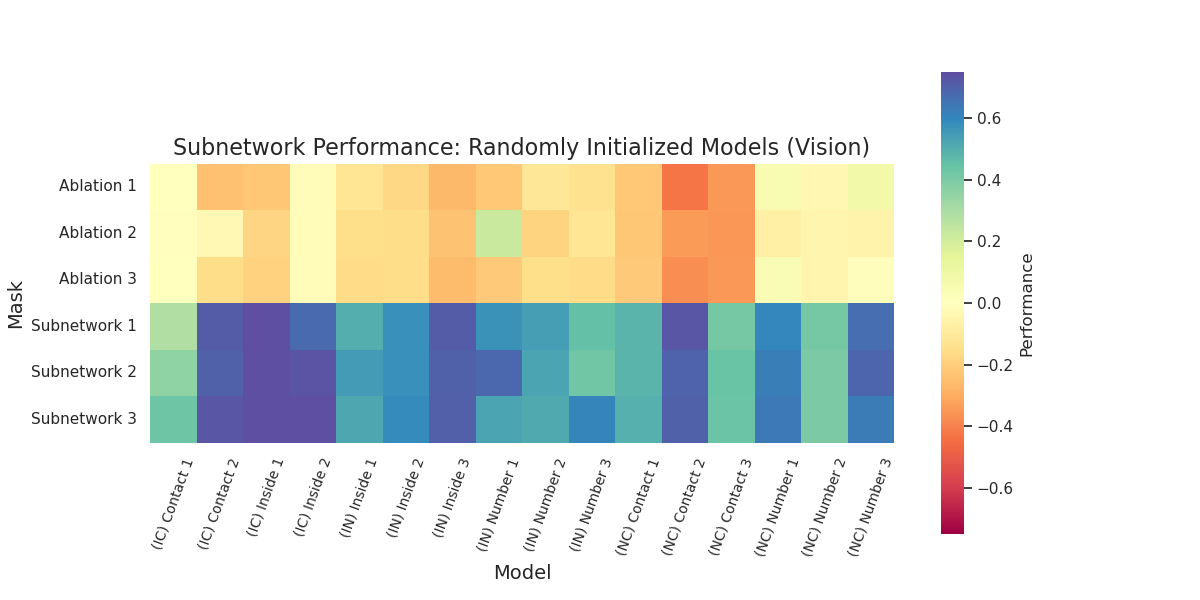 Subnetwork Performance: Randomly Initialized Models (Vision)
Mask
Ablation 1
Ablation 2
Ablation 3
Subnetwork 1
Subnetwork 2
Subnetwork 3
(IC) Contact 1
(IC) Contact 2
(IC) Inside 1
(IC) Inside 2
(IN) Inside 1
(IN) Inside 2
(IN) Inside 3
(IN) Number 1
(IN) Number 2
(IN) Number 3
(NC) Contact 1
(NC) Contact 2
(NC) Contact 3
(NC) Number 1
(NC) Number 2
(NC) Number 3
Model
0.6
0.4
0.2
0.0
−0.2
−0.4
−0.6
Performance